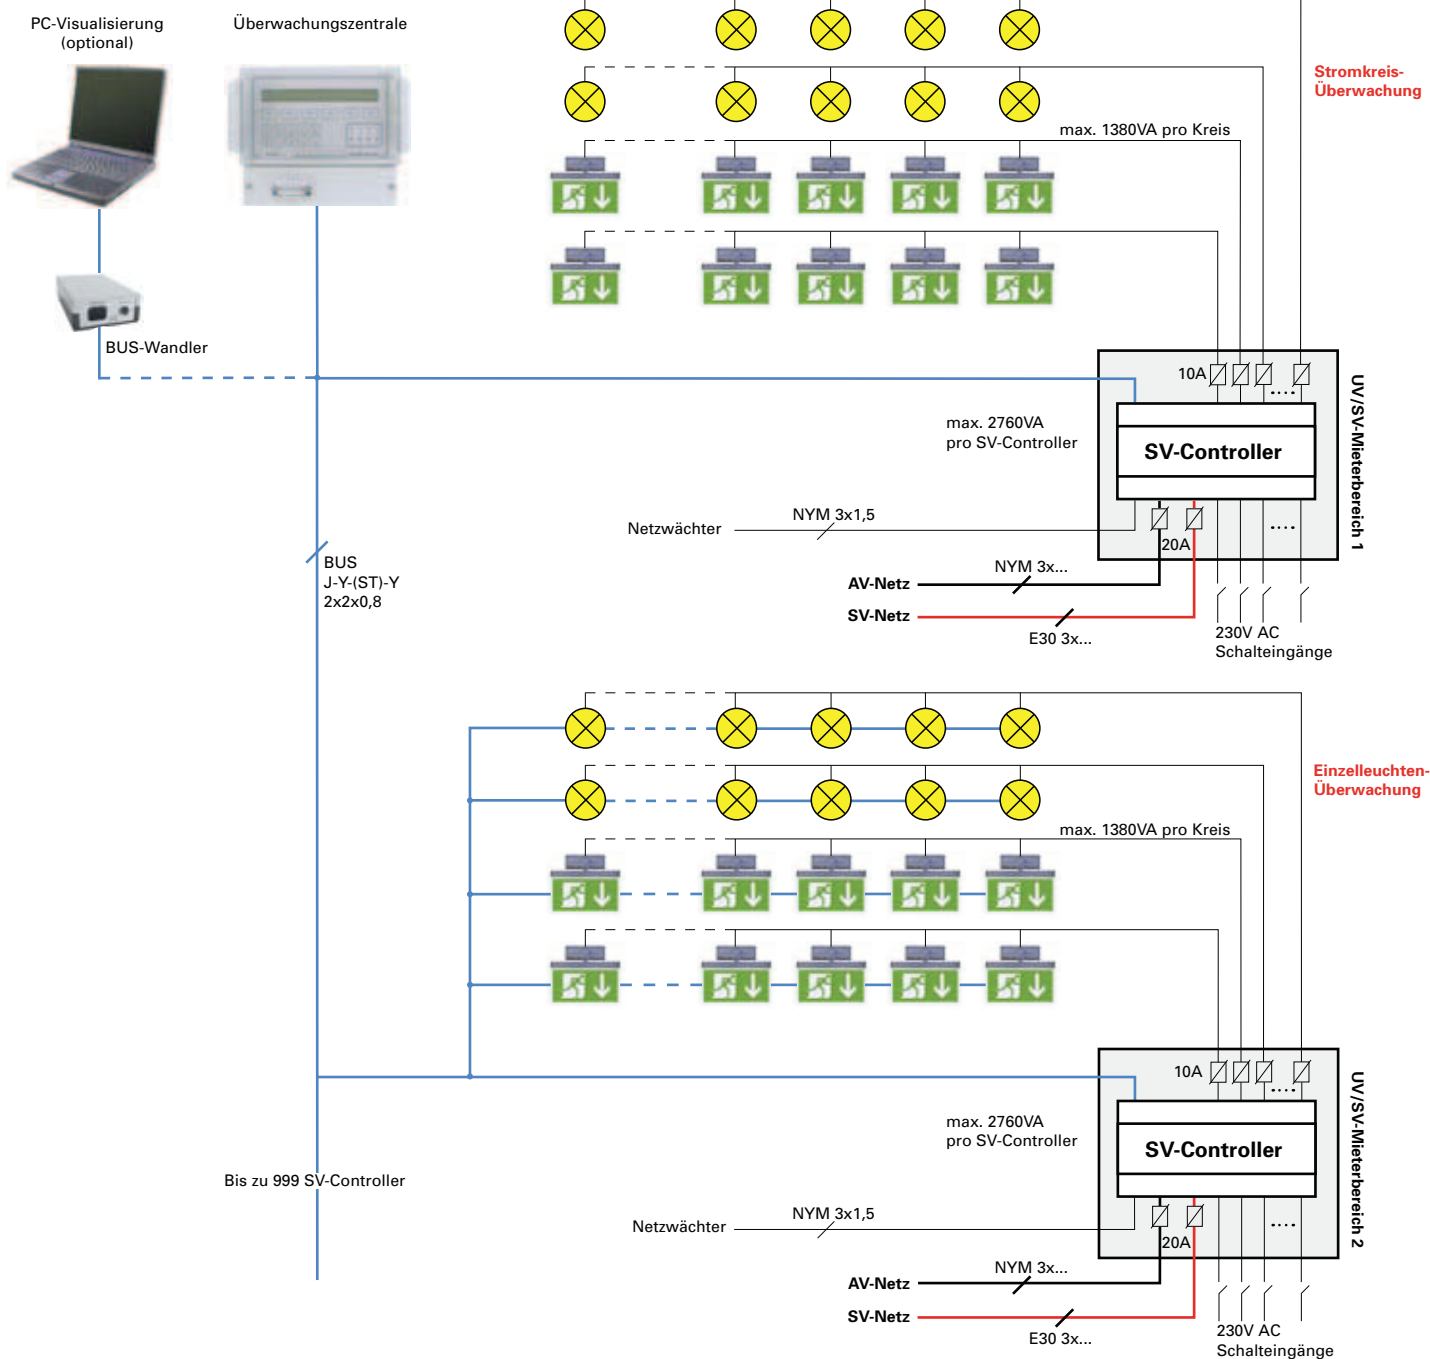 PC-Visualisierung
(optional)
Überwachungszentrale
Stromkreis-
Überwachung
max. 1380VA pro Kreis
BUS-Wandler
10A
max. 2760VA
pro SV-Controller
SV-Controller
UV/SV-Mieterbereich 1
Netzwächter
NYM 3x1,5
20A
BUS
J-Y-(ST)-Y
2x2x0,8
NYM 3x...
AV-Netz
SV-Netz
E30 3x...
230V AC
Schalteingänge
Einzelleuchten-
Überwachung
max. 1380VA pro Kreis
10A
max. 2760VA
pro SV-Controller
SV-Controller
UV/SV-Mieterbereich 2
Bis zu 999 SV-Controller
Netzwächter
NYM 3x1,5
20A
NYM 3x...
AV-Netz
SV-Netz
E30 3x...
230V AC
Schalteingänge